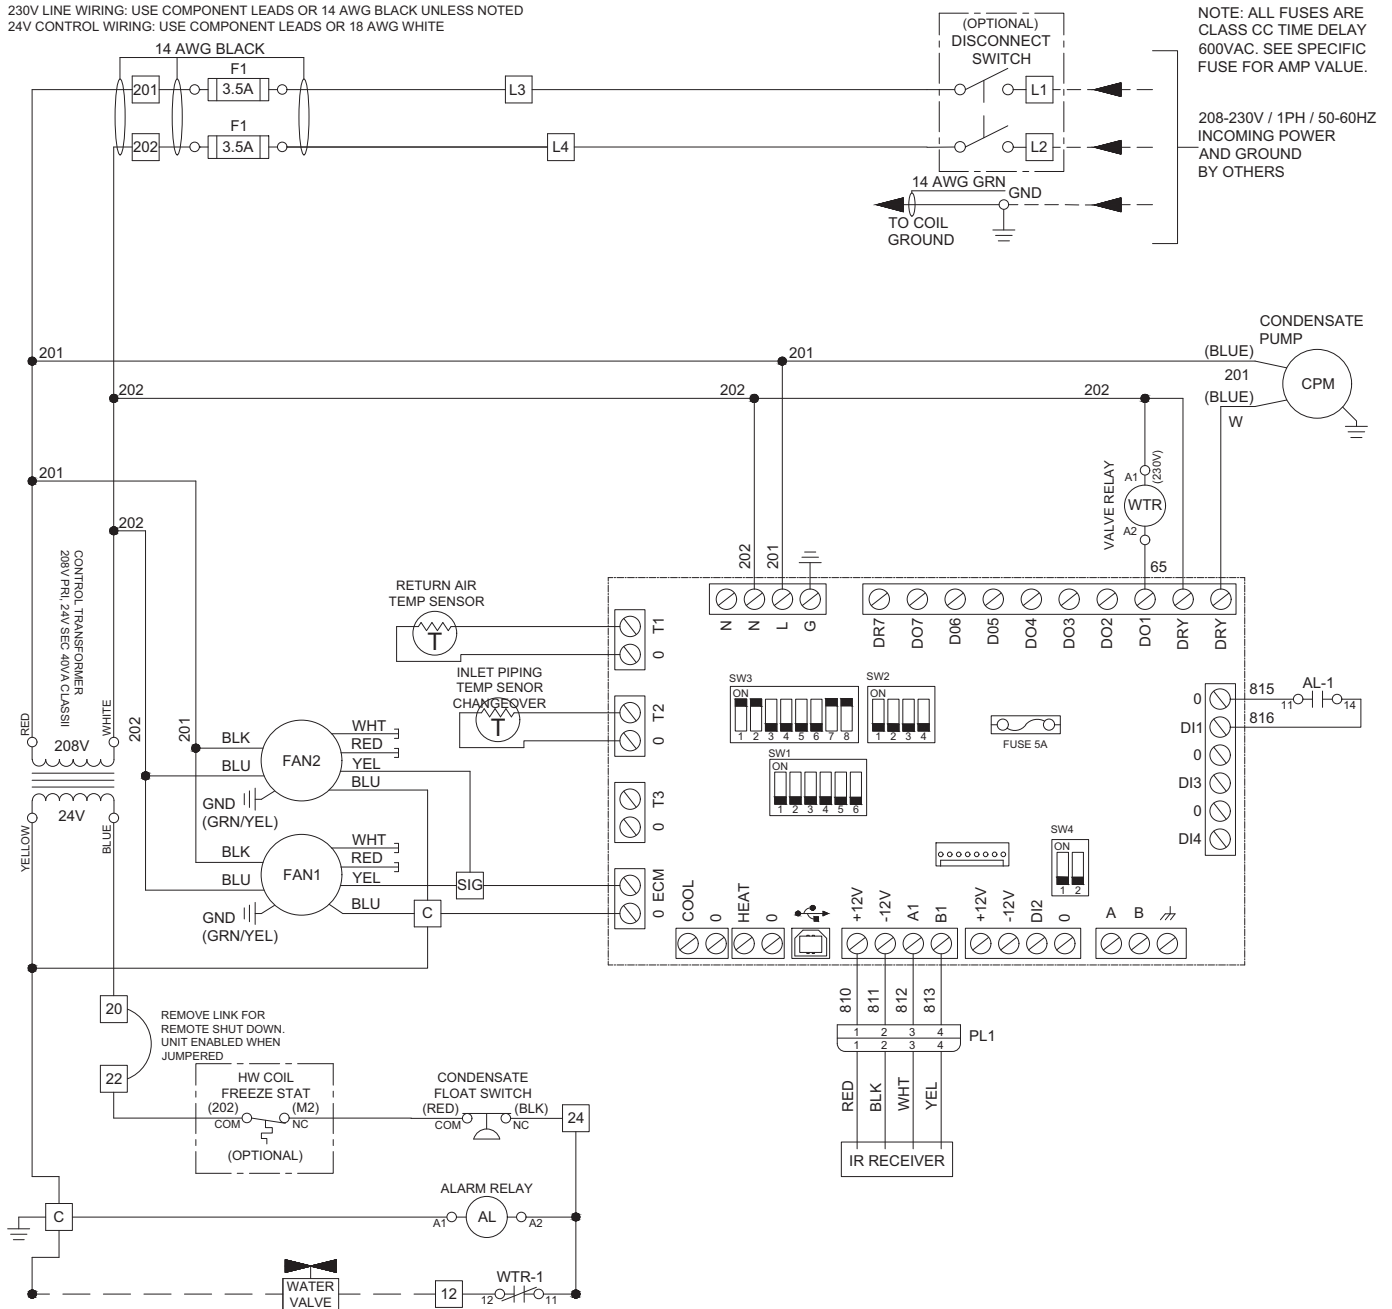 230V LINE WIRING: USE COMPONENT LEADS OR 14 AWG BLACK UNLESS NOTED
24V CONTROL WIRING: USE COMPONENT LEADS OR 18 AWG WHITE
14 AWG BLACK
201
F1
3.5A
L3
202
F1
3.5A
L4
(OPTIONAL)
DISCONNECT
SWITCH
L1
L2
14 AWG GRN
GND
TO COIL
GROUND
NOTE: ALL FUSES ARE
CLASS CC TIME DELAY
600VAC. SEE SPECIFIC
FUSE FOR AMP VALUE.
208-230V / 1PH / 50-60HZ
INCOMING POWER
AND GROUND
BY OTHERS
CONDENSATE
PUMP
(BLUE)
201
(BLUE)
W
CPM
201
201
202
202
202
201
202
VALVE RELAY
A1
(230V)
WTR
A2
65
202
201
CONTROL TRANSFORMER
208V PRI, 24V SEC 40VA CLASSII
RED
WHITE
208V
24V
YELLOW
BLUE
202
201
BLK
BLU
FAN2
WHT
RED
YEL
BLU
GND
(GRN/YEL)
BLK
BLU
FAN1
WHT
RED
YEL
BLU
GND
(GRN/YEL)
SIG
C
RETURN AIR
TEMP SENSOR
T
INLET PIPING
TEMP SENOR
CHANGEOVER
T
T1
0
T2
0
T3
0
ECM
0
N
N
L
G
DR7
DO7
D06
D05
DO4
DO3
DO2
DO1
DRY
DRY
SW3
ON
1 2 3 4 5 6 7 8
SW2
ON
1 2 3 4
SW1
ON
1 2 3 4 5 6
FUSE 5A
SW4
ON
1 2
0
DI1
0
DI3
0
DI4
815
816
AL-1
11
14
COOL
0
HEAT
0
+12V
-12V
A1
B1
+12V
-12V
DI2
0
A
B
810
811
812
813
1 2 3 4
1 2 3 4
PL1
RED
BLK
WHT
YEL
IR RECEIVER
20
22
REMOVE LINK FOR
REMOTE SHUT DOWN.
UNIT ENABLED WHEN
JUMPERED
HW COIL
FREEZE STAT
(202)
(M2)
COM
NC
(OPTIONAL)
CONDENSATE
FLOAT SWITCH
(RED)
(BLK)
COM
NC
24
C
ALARM RELAY
A1
AL
A2
WATER
VALVE
12
WTR-1
12
11